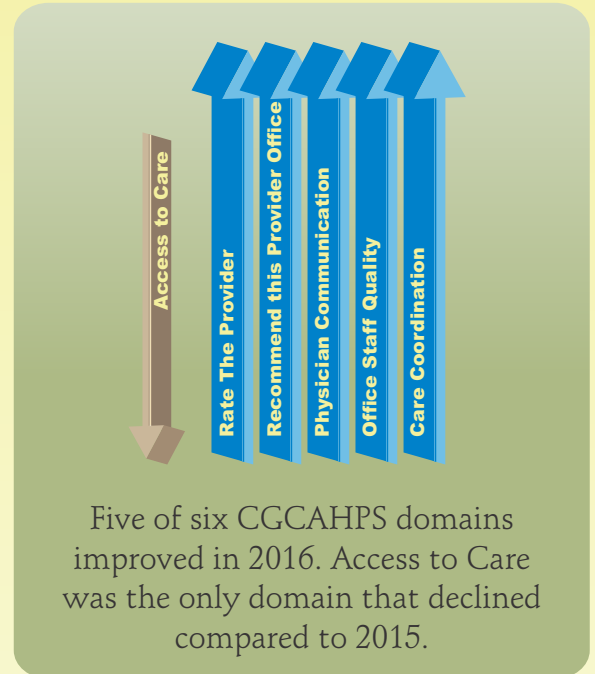 Access to Care
Rate The Provider
Recommend this Provider Office
Physician Communication
Office Staff Quality
Care Coordination
Five of six CGCAHPS domains
improved in 2016. Access to Care
was the only domain that declined
compared to 2015.